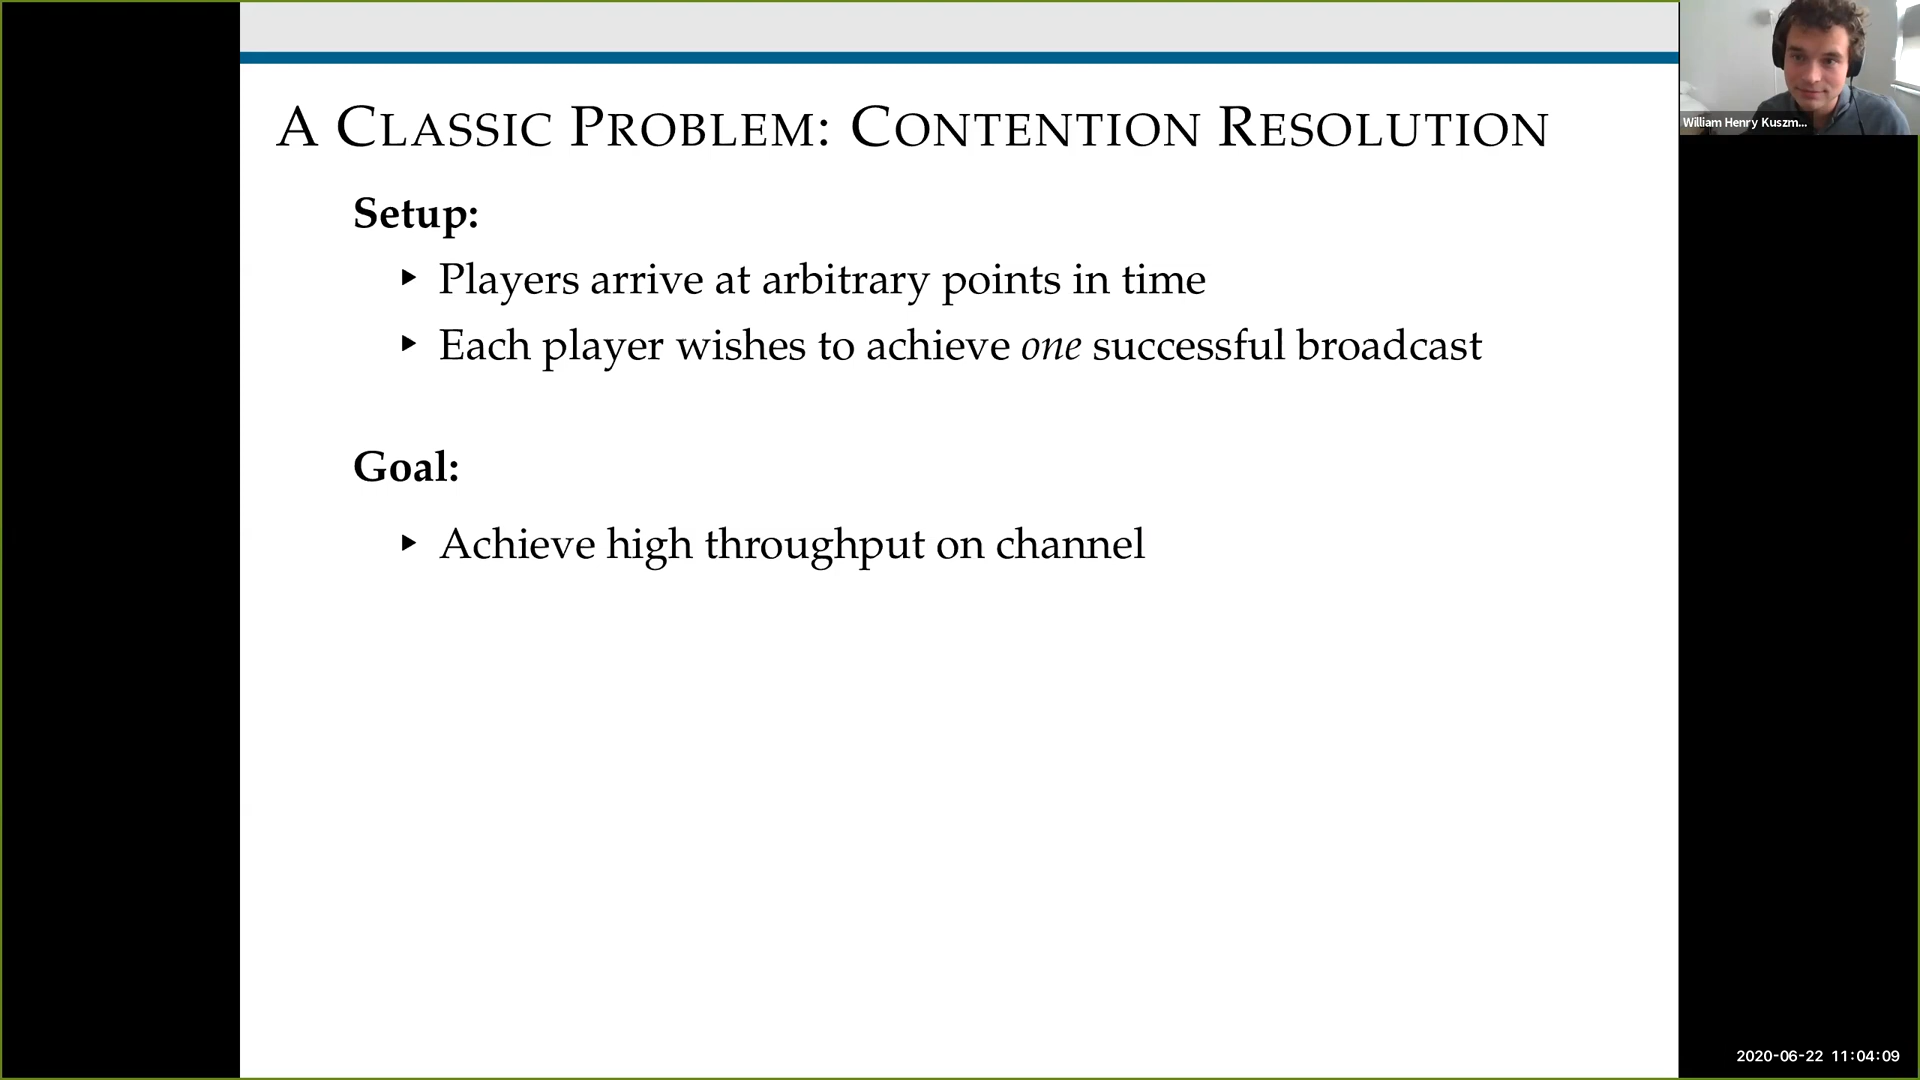 A CLASSIC PROBLEM: CONTENTION RESOLUTION
William Henry Kuszm...
Setup:
▸ Players arrive at arbitrary points in time
▸ Each player wishes to achieve one successful broadcast
Goal:
▸ Achieve high throughput on channel
2020-06-22 11:04:09